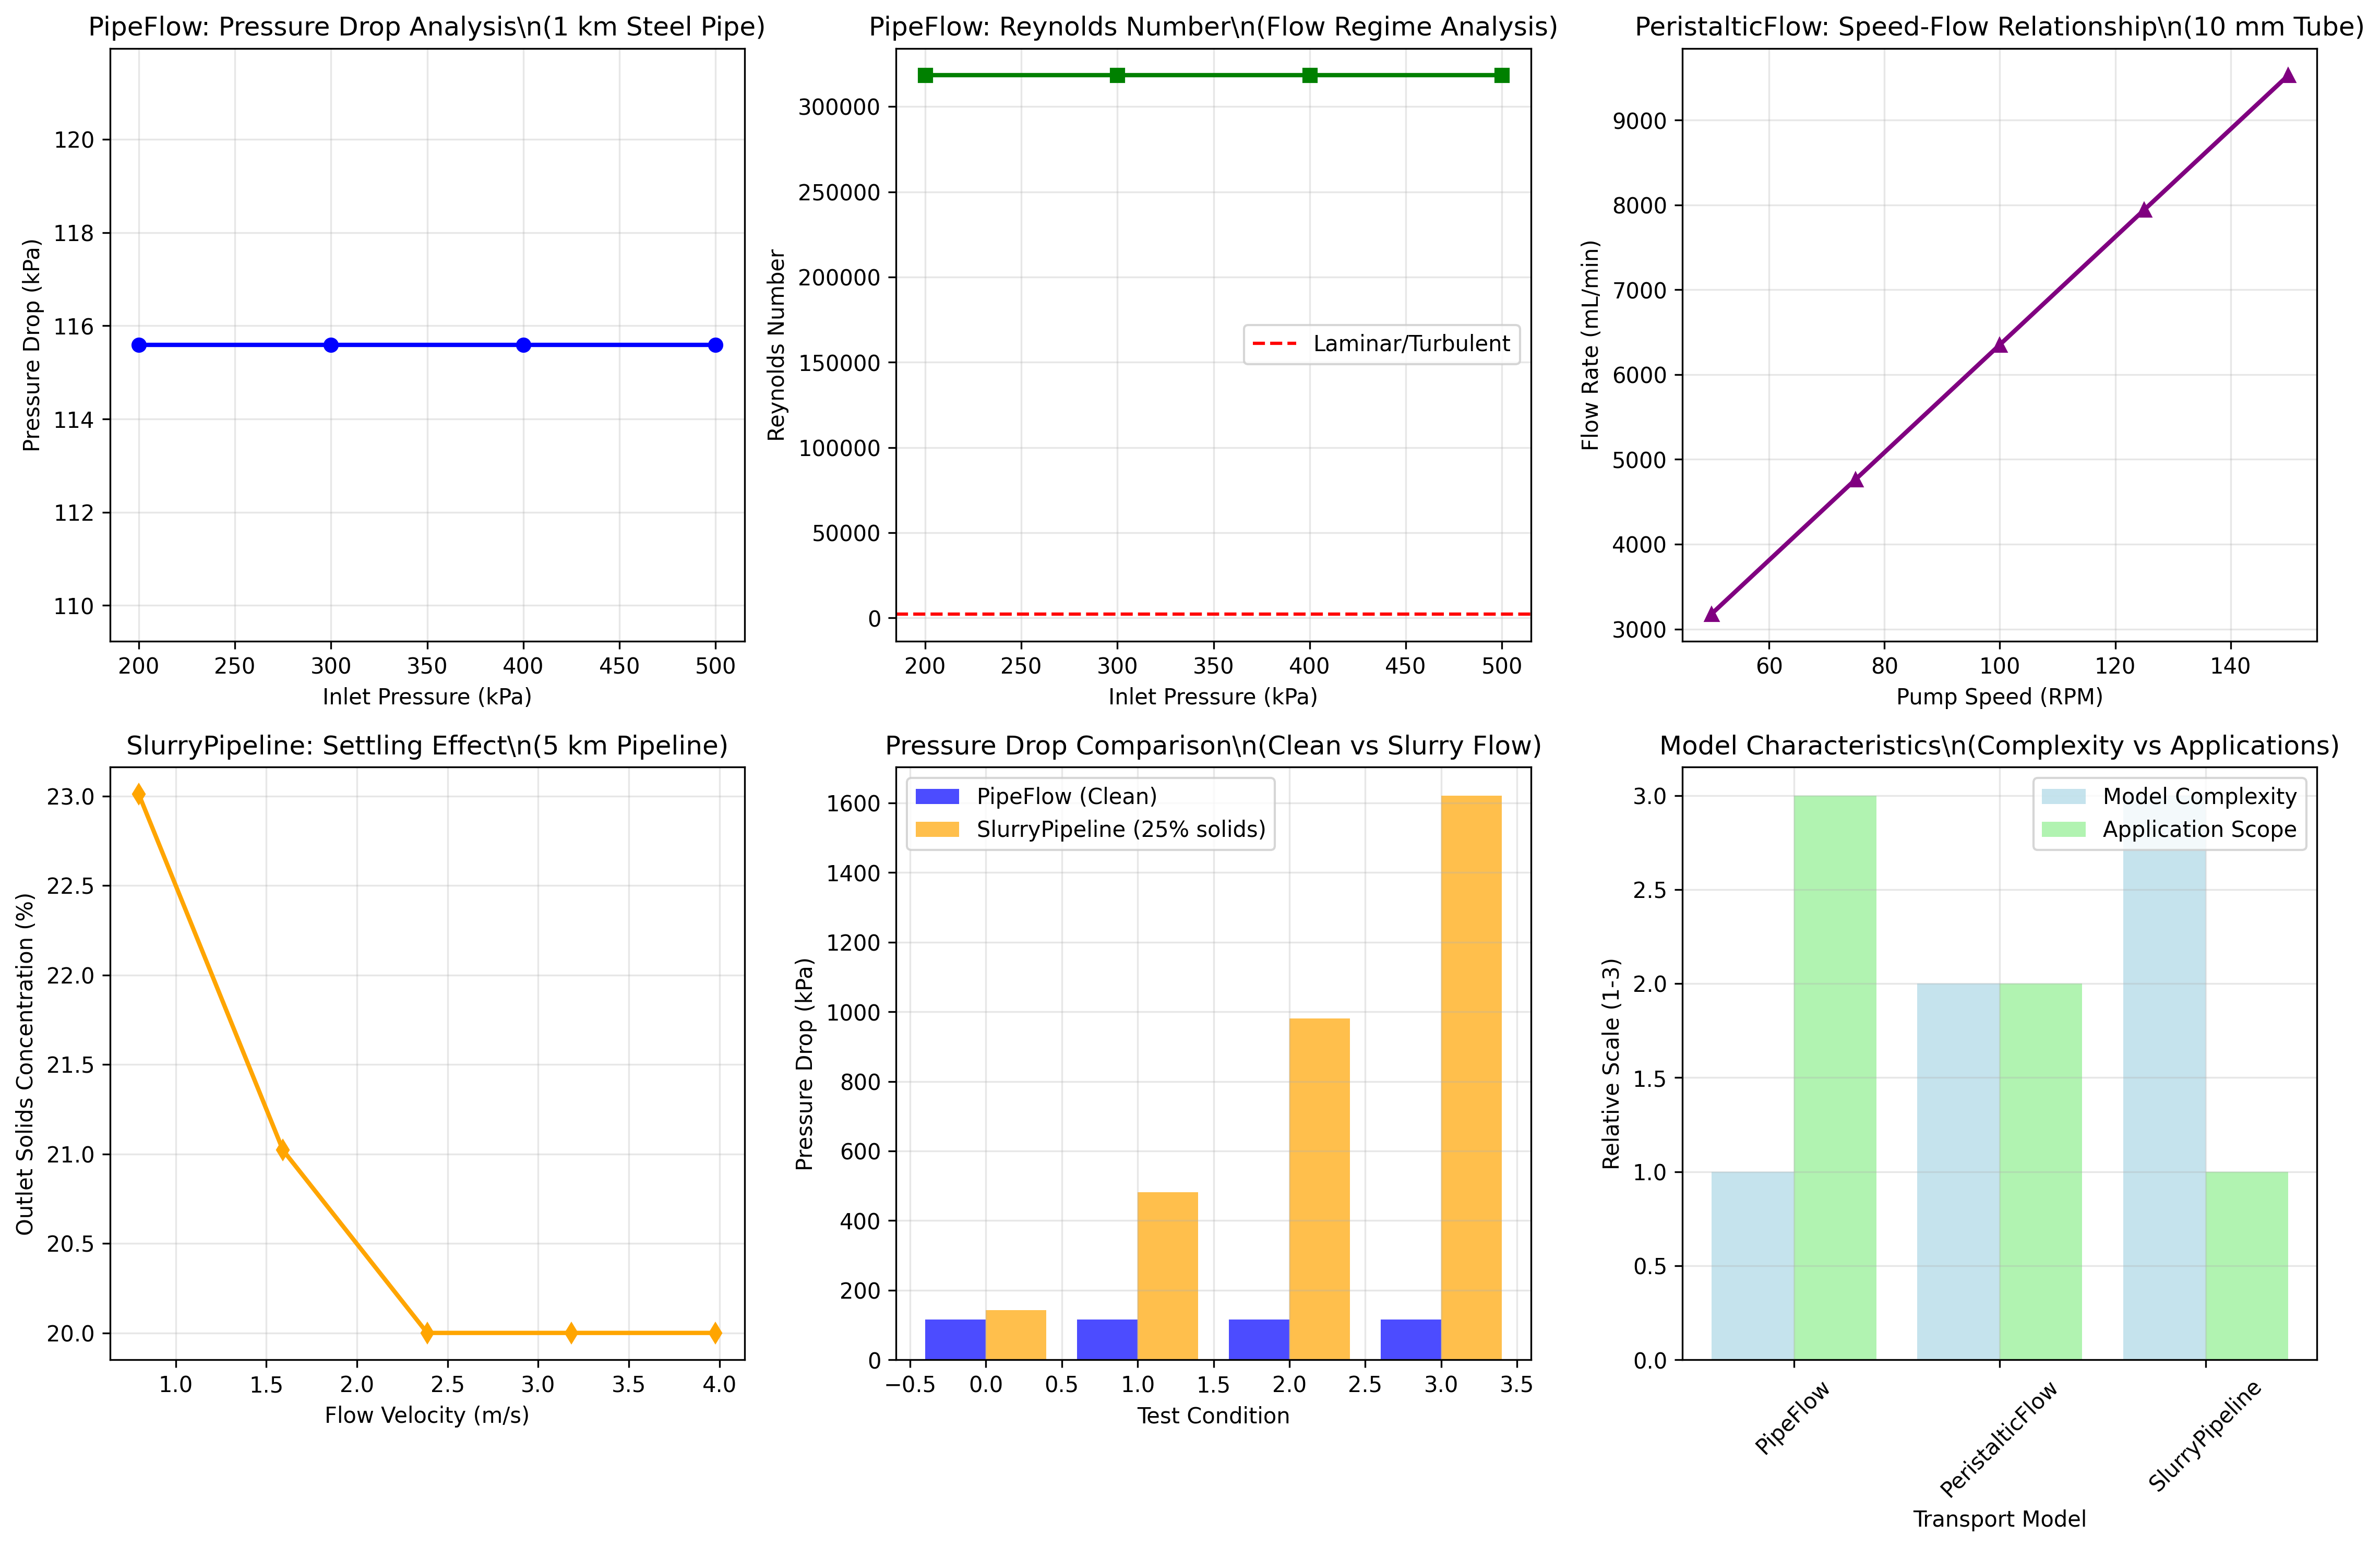 PipeFlow: Pressure Drop Analysis\n(1 km Steel Pipe)
Pressure Drop (kPa)
120
118
116
114
112
110
200 250 300 350 400 450 500
Inlet Pressure (kPa)
PipeFlow: Reynolds Number\n(Flow Regime Analysis)
Reynolds Number
300000
250000
200000
150000
100000
50000
0
Laminar/Turbulent
200 250 300 350 400 450 500
Inlet Pressure (kPa)
PeristalticFlow: Speed-Flow Relationship\n(10 mm Tube)
Flow Rate (mL/min)
9000
8000
7000
6000
5000
4000
3000
60 80 100 120 140
Pump Speed (RPM)
SlurryPipeline: Settling Effect\n(5 km Pipeline)
Outlet Solids Concentration (%)
23.0
22.5
22.0
21.5
21.0
20.5
20.0
1.0 1.5 2.0 2.5 3.0 3.5 4.0
Flow Velocity (m/s)
Pressure Drop Comparison\n(Clean vs Slurry Flow)
Pressure Drop (kPa)
1600
1400
1200
1000
800
600
400
200
0
PipeFlow (Clean)
SlurryPipeline (25% solids)
−0.5 0.0 0.5 1.0 1.5 2.0 2.5 3.0 3.5
Test Condition
Model Characteristics\n(Complexity vs Applications)
Relative Scale (1-3)
3.0
2.5
2.0
1.5
1.0
0.5
0.0
Model Complexity
Application Scope
PipeFlow
PeristalticFlow
SlurryPipeline
Transport Model